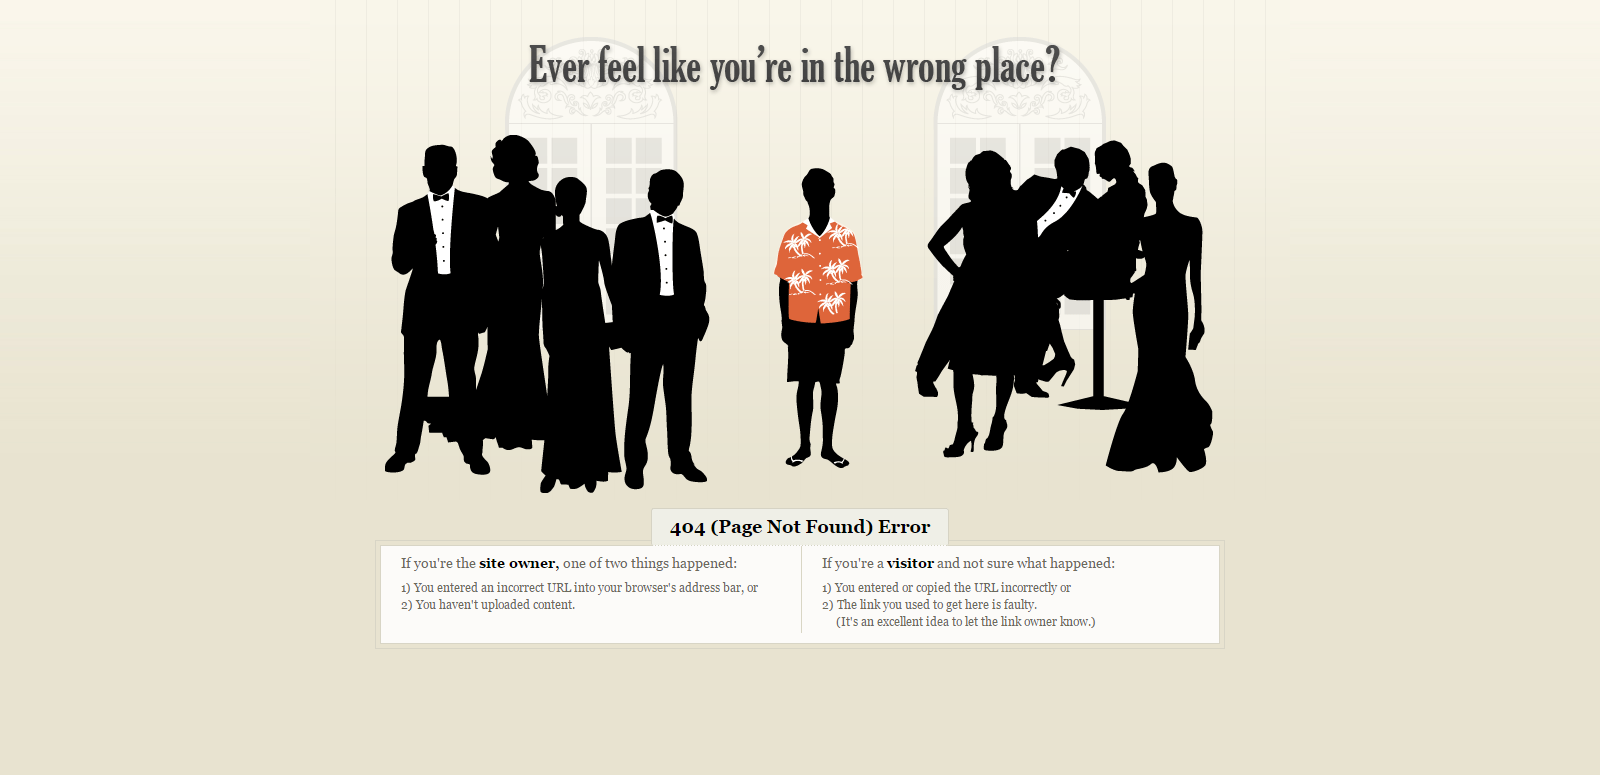 Ever feel like you’re in the wrong place?
404 (Page Not Found) Error
If you're the site owner, one of two things happened:
1) You entered an incorrect URL into your browser's address bar, or
2) You haven't uploaded content.
If you're a visitor and not sure what happened:
1) You entered or copied the URL incorrectly or
2) The link you used to get here is faulty.
(It's an excellent idea to let the link owner know.)